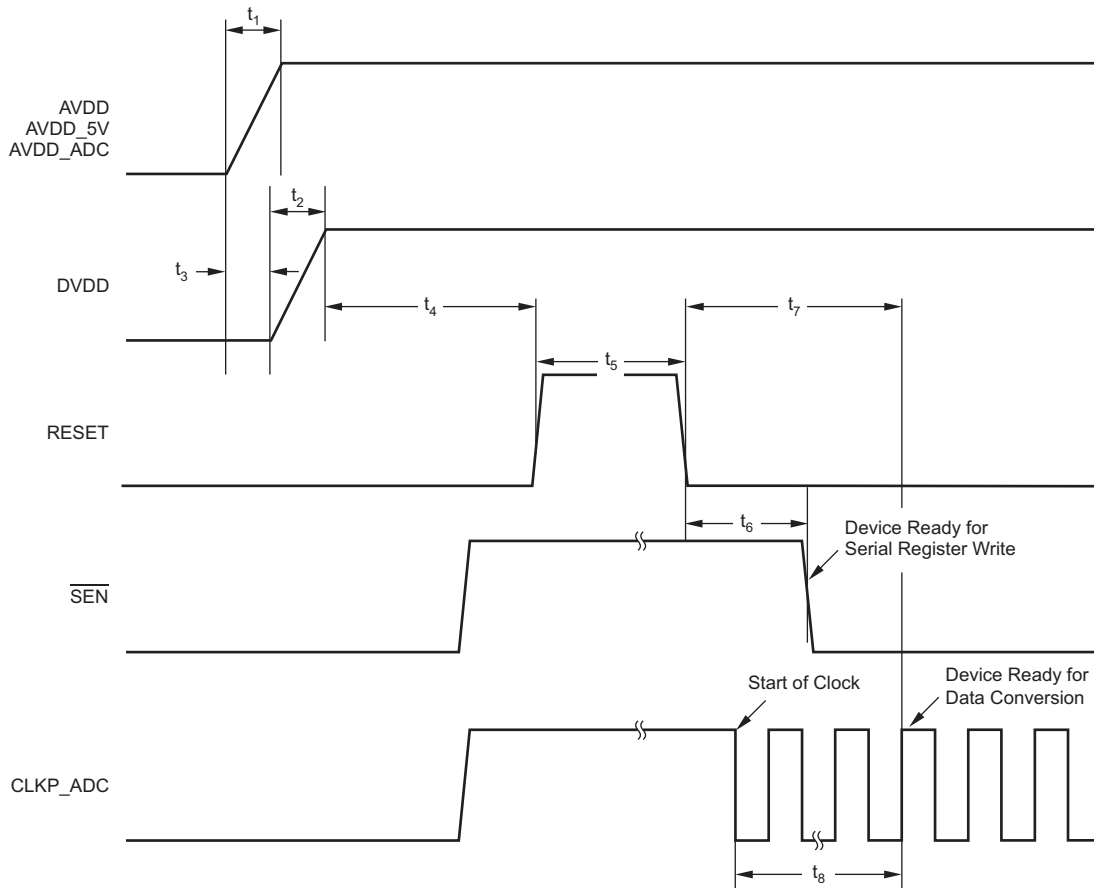 t1
AVDD
AVDD_5V
AVDD_ADC
t2
t3
DVDD
t4
t7
t5
RESET
t6
Device Ready for
Serial Register Write
SEN
Start of Clock
Device Ready for
Data Conversion
CLKP_ADC
t8